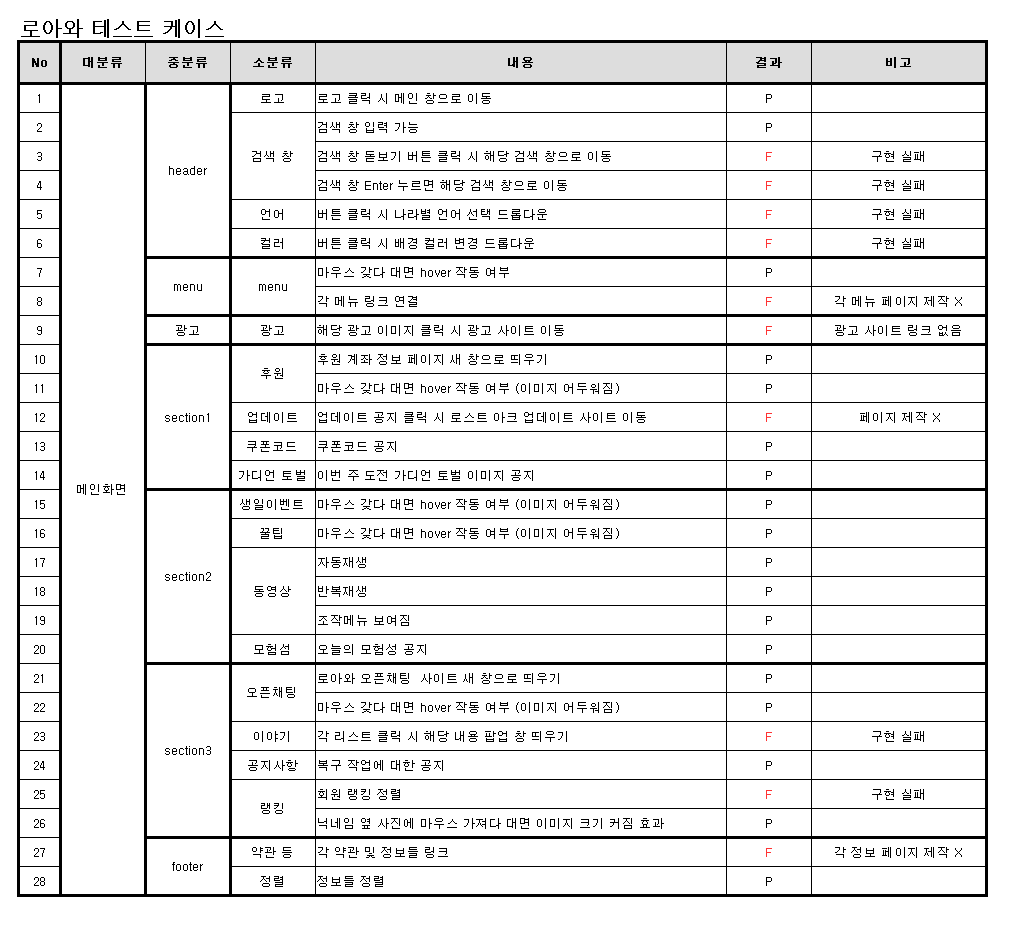 로아와 테스트 케이스
No 대분류 중분류 소분류 내용 결과 비고
1 메인화면 header 로고 로고 클릭 시 메인 창으로 이동 P
2 검색 창 검색 창 입력 가능 P
3 검색 창 돋보기 버튼 클릭 시 해당 검색 창으로 이동 F 구현 실패
4 검색 창 Enter 누르면 해당 검색 창으로 이동 F 구현 실패
5 언어 버튼 클릭 시 나라별 언어 선택 드롭다운 F 구현 실패
6 컬러 버튼 클릭 시 배경 컬러 변경 드롭다운 F 구현 실패
7 menu menu 마우스 갖다 대면 hover 작동 여부 P
8 각 메뉴 링크 연결 F 각 메뉴 페이지 제작 X
9 광고 광고 해당 광고 이미지 클릭 시 광고 사이트 이동 F 광고 사이트 링크 없음
10 section1 후원 후원 계좌 정보 페이지 새 창으로 띄우기 P
11 마우스 갖다 대면 hover 작동 여부 (이미지 어두워짐) P
12 업데이트 업데이트 공지 클릭 시 로스트 아크 업데이트 사이트 이동 F 페이지 제작 X
13 쿠폰코드 쿠폰코드 공지 P
14 가디언 토벌 이번 주 도전 가디언 토벌 이미지 공지 P
15 section2 생일이벤트 마우스 갖다 대면 hover 작동 여부 (이미지 어두워짐) P
16 꿀팁 마우스 갖다 대면 hover 작동 여부 (이미지 어두워짐) P
17 동영상 자동재생 P
18 반복재생 P
19 조작메뉴 보여짐 P
20 모험섬 오늘의 모험성 공지 P
21 section3 오픈채팅 로아와 오픈채팅  사이트 새 창으로 띄우기 P
22 마우스 갖다 대면 hover 작동 여부 (이미지 어두워짐) P
23 이야기 각 리스트 클릭 시 해당 내용 팝업 창 띄우기 F 구현 실패
24 공지사항 복구 작업에 대한 공지 P
25 랭킹 회원 랭킹 정렬 F 구현 실패
26 닉네임 옆 사진에 마우스 가져다 대면 이미지 크기 커짐 효과 P
27 footer 약관 등 각 약관 및 정보들 링크 F 각 정보 페이지 제작 X
28 정렬 정보들 정렬 P